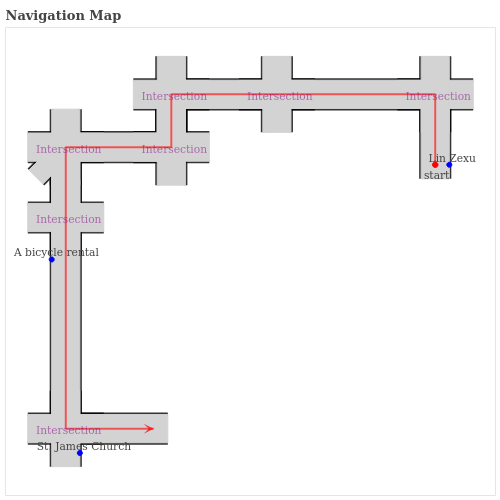 Navigation Map
Intersection Intersection Intersection
Intersection Intersection
Lin Zexu
start
Intersection
A bicycle rental
Intersection
St. James Church